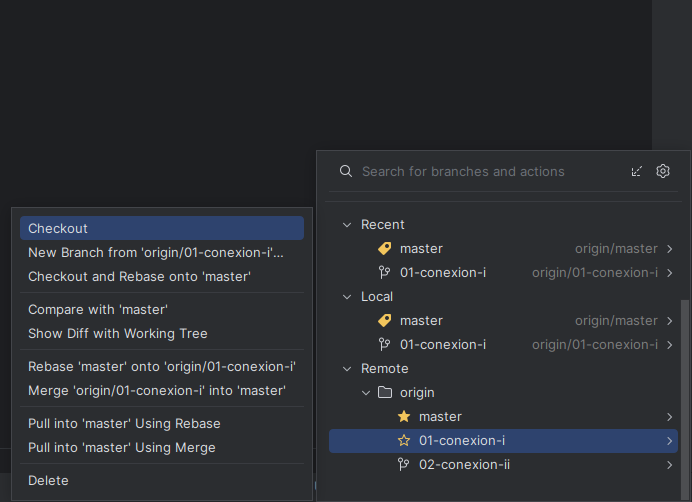 Search for branches and actions
Recent
master origin/master
01-conexion-i origin/01-conexion-i
Local
master origin/master
01-conexion-i origin/01-conexion-i
Remote
origin
master
01-conexion-i
02-conexion-ii
Checkout
New Branch from 'origin/01-conexion-i'...
Checkout and Rebase onto 'master'
Compare with 'master'
Show Diff with Working Tree
Rebase 'master' onto 'origin/01-conexion-i'
Merge 'origin/01-conexion-i' into 'master'
Pull into 'master' Using Rebase
Pull into 'master' Using Merge
Delete